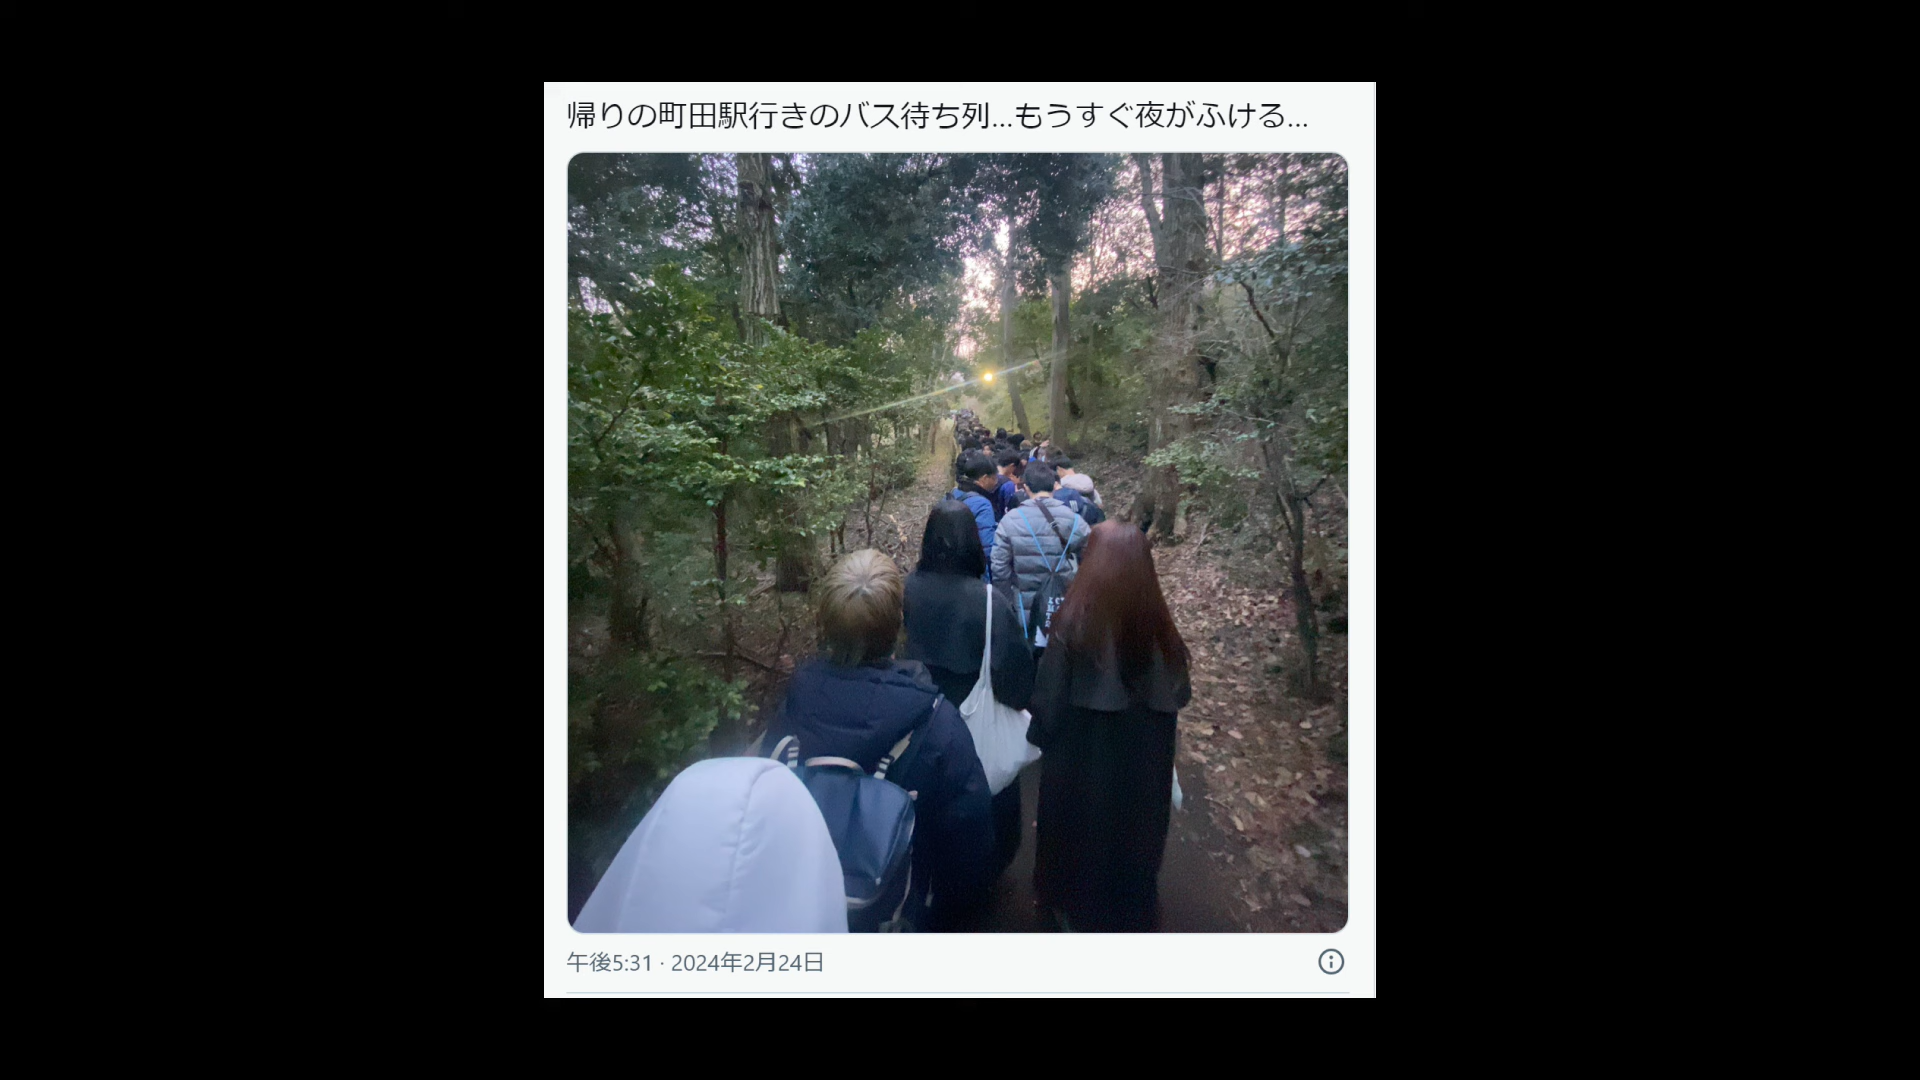 帰りの町田駅行きのバス待ち列...もうすぐ夜がふける...
午後5:31 · 2024年2月24日